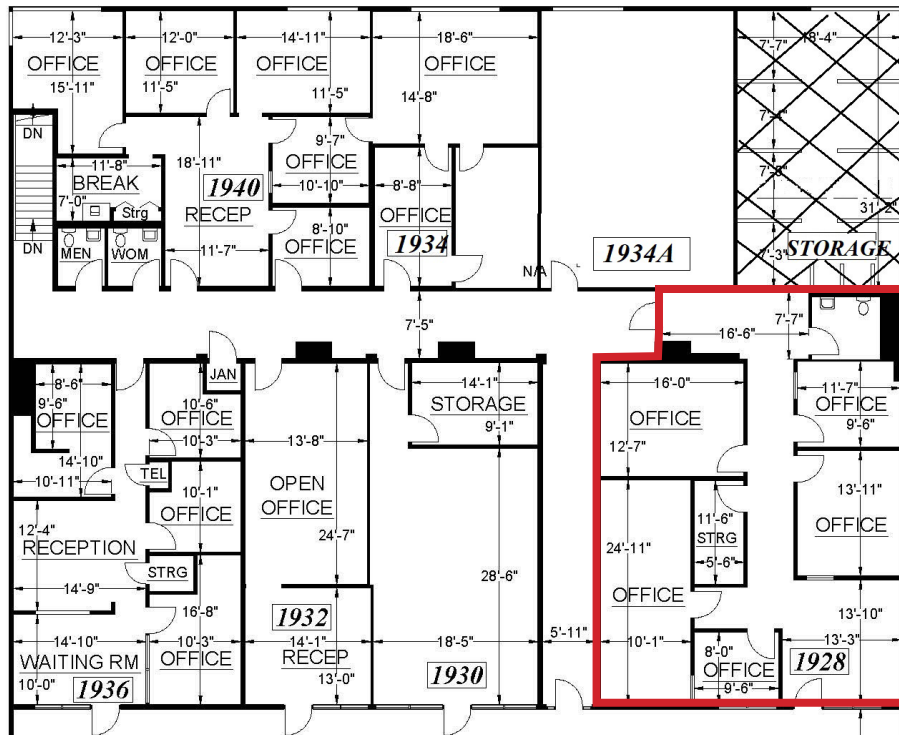 12'-3"
OFFICE
15'-11"
12'-0"
OFFICE
11'-5"
14'-11"
OFFICE
11'-5"
18'-6"
OFFICE
14'-8"
18'-4"
7'-7"
7'-4"
7'-8"
7'-3"
31'-2"
STORAGE
DN
DN
11'-8"
BREAK
7'-0"
Strg
MEN
WOM
18'-11"
1940
RECEP
11'-7"
9'-7"
OFFICE
10'-10"
8'-10"
OFFICE
8'-8"
OFFICE
1934
N/A
1934A
7'-5"
JAN
8'-6"
9'-6"
OFFICE
14'-10"
10'-11"
10'-6"
OFFICE
10'-3"
TEL
10'-1"
OFFICE
12'-4"
RECEPTION
14'-9"
STRG
16'-8"
10'-3"
OFFICE
14'-10"
WAITING RM
10'-0"
1936
13'-8"
OPEN
OFFICE
24'-7"
1932
14'-1"
RECEP
13'-0"
14'-1"
STORAGE
9'-1"
28'-6"
18'-5"
1930
5'-11"
7'-7"
16'-6"
16'-0"
OFFICE
12'-7"
11'-7"
OFFICE
9'-6"
13'-11"
OFFICE
11'-6"
STRG
5'-6"
24'-11"
OFFICE
10'-1"
8'-0"
OFFICE
9'-6"
13'-10"
13'-3"
1928